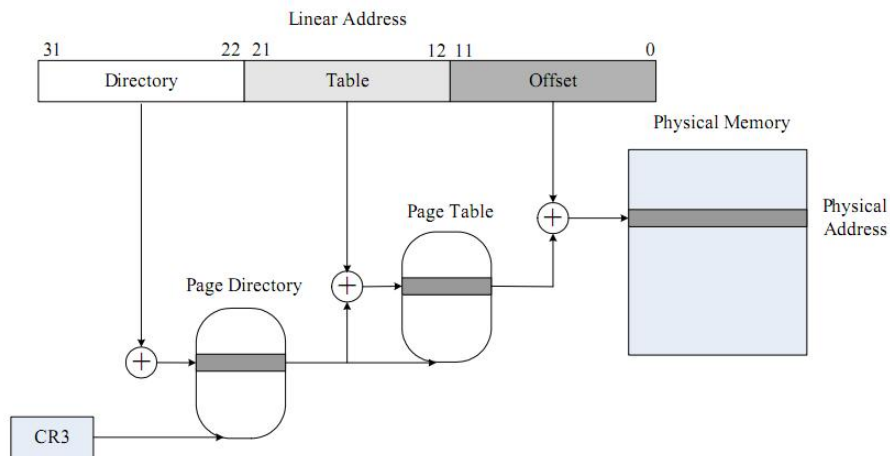 Linear Address
31 22 21 12 11 0
Directory Table Offset
Physical Memory
Page Table
Physical
Address
Page Directory
CR3